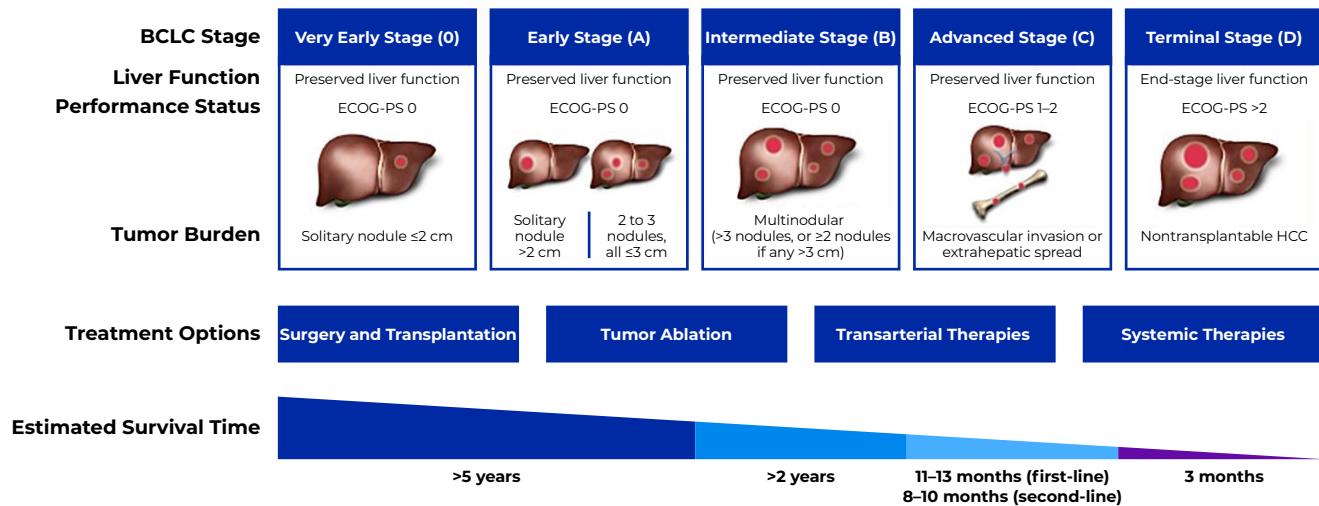 BCLC Stage
Very Early Stage (0)
Early Stage (A)
Intermediate Stage (B)
Advanced Stage (C)
Terminal Stage (D)
Liver Function
Preserved liver function
Preserved liver function
Preserved liver function
Preserved liver function
End-stage liver function
Performance Status
ECOG-PS 0
ECOG-PS 0
ECOG-PS 0
ECOG-PS 1–2
ECOG-PS >2
Tumor Burden
Solitary nodule ≤2 cm
Solitary
nodule
>2 cm
2 to 3
nodules,
all ≤3 cm
Multinodular
(>3 nodules, or ≥2 nodules
if any >3 cm)
Macrovascular invasion or
extrahepatic spread
Nontransplantable HCC
Treatment Options
Surgery and Transplantation
Tumor Ablation
Transarterial Therapies
Systemic Therapies
Estimated Survival Time
>5 years
>2 years
11–13 months (first-line)
8–10 months (second-line)
3 months